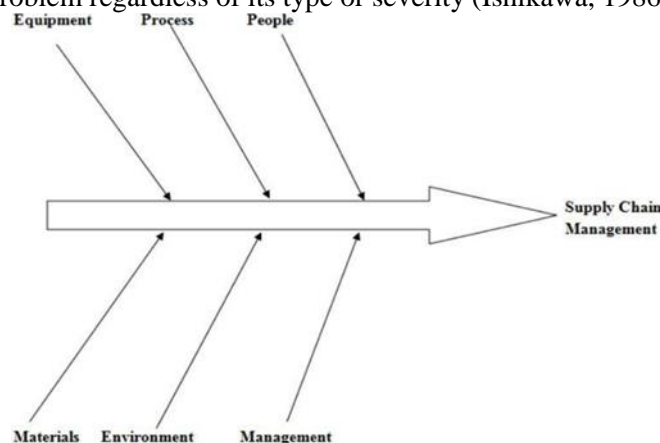 roblem regardless of its type or severity (Ishikawa, 1986
Equipment Process People
Supply Chain
Management
Materials Environment Management